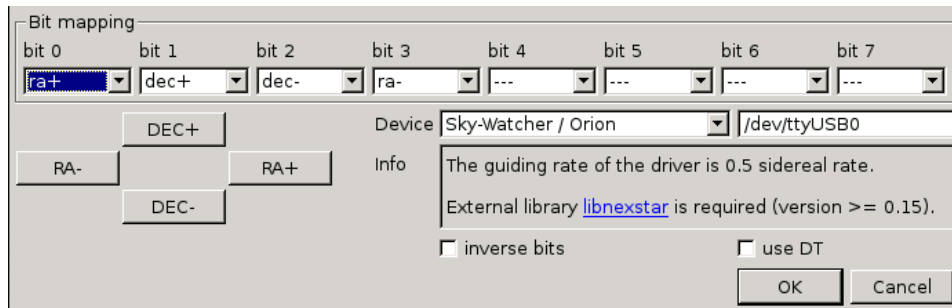 Bit mapping
bit 0 bit 1 bit 2 bit 3 bit 4 bit 5 bit 6 bit 7
ra+ dec+ dec- ra- --- --- --- ---
DEC+ Device Sky-Watcher / Orion /dev/ttyUSB0
RA- RA+ Info The guiding rate of the driver is 0.5 sidereal rate.
DEC- External library libnexstar is required (version >= 0.15).
inverse bits use DT
OK Cancel